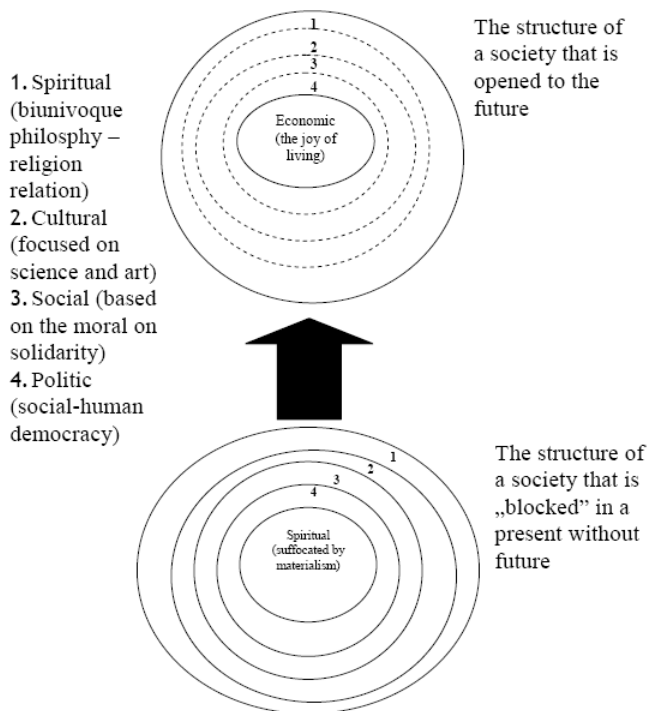 1. Spiritual
(biunivoque
philosphy –
religion
relation)
2. Cultural
(focused on
science and art)
3. Social (based
on the moral on
solidarity)
4. Politic
(social-human
democracy)
1
2
3
4
Economic
(the joy of
living)
The structure of
a society that is
opened to the
future
1
2
3
4
Spiritual
(suffocated by
materialism)
The structure of
a society that is
„blocked” in a
present without
future